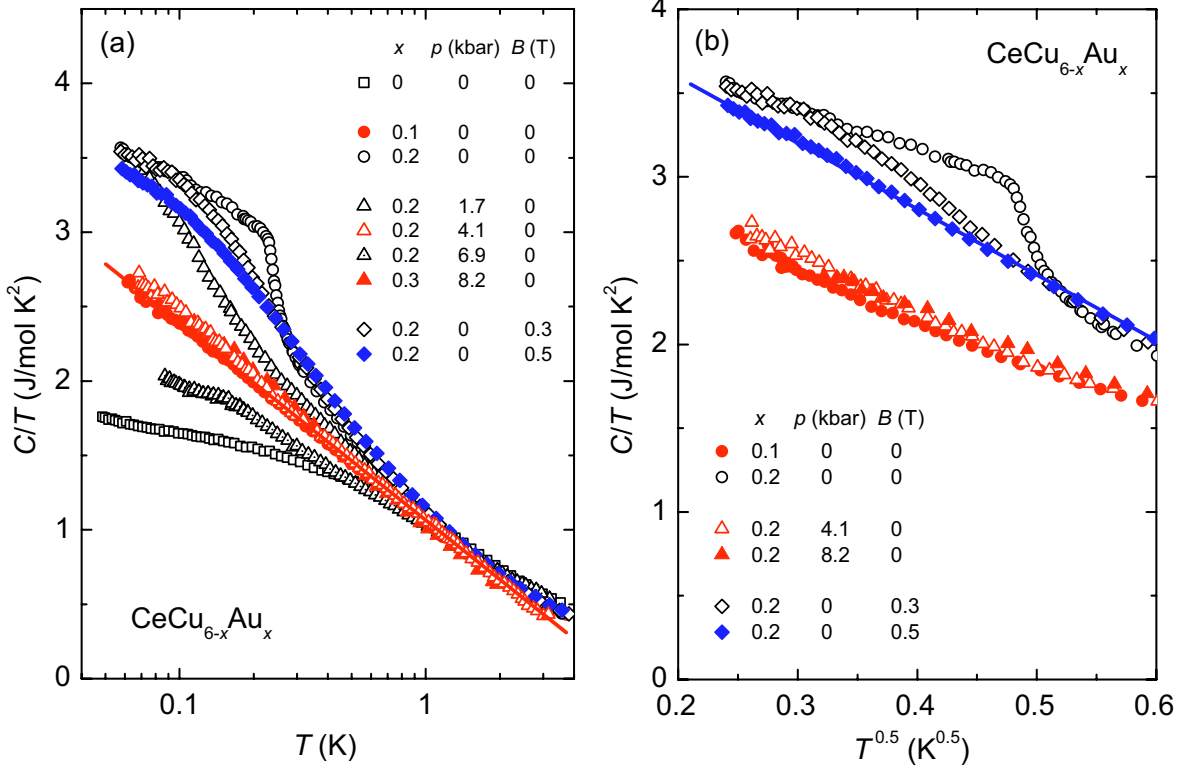 (a)
x p (kbar) B (T)
0 0 0
0.1 0 0
0.2 0 0
0.2 1.7 0
0.2 4.1 0
0.2 6.9 0
0.3 8.2 0
0.2 0 0.3
0.2 0 0.5
CeCu6-xAux
C/T (J/mol K2)
4
3
2
1
0
0.1 1
T (K)
(b)
CeCu6-xAux
x p (kbar) B (T)
0.1 0 0
0.2 0 0
0.2 4.1 0
0.2 8.2 0
0.2 0 0.3
0.2 0 0.5
C/T (J/mol K2)
4
3
2
1
0
0.2 0.3 0.4 0.5 0.6
T0.5 (K0.5)